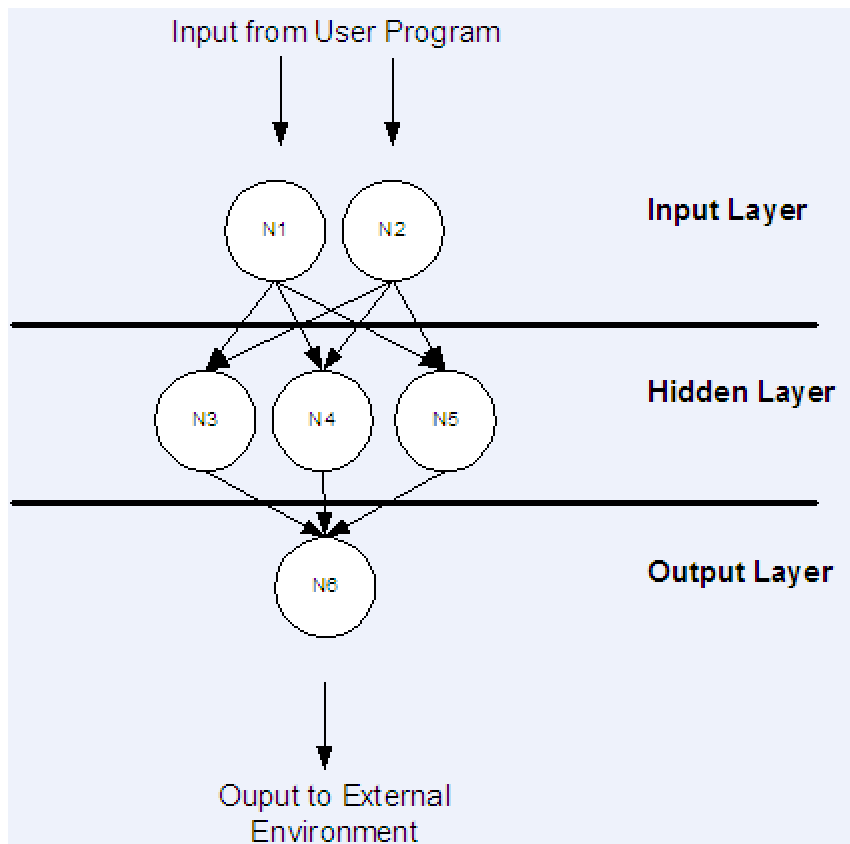 Input from User Program
N1 N2
Input Layer
N3 N4 N5
Hidden Layer
N6
Output Layer
Ouput to External
Environment